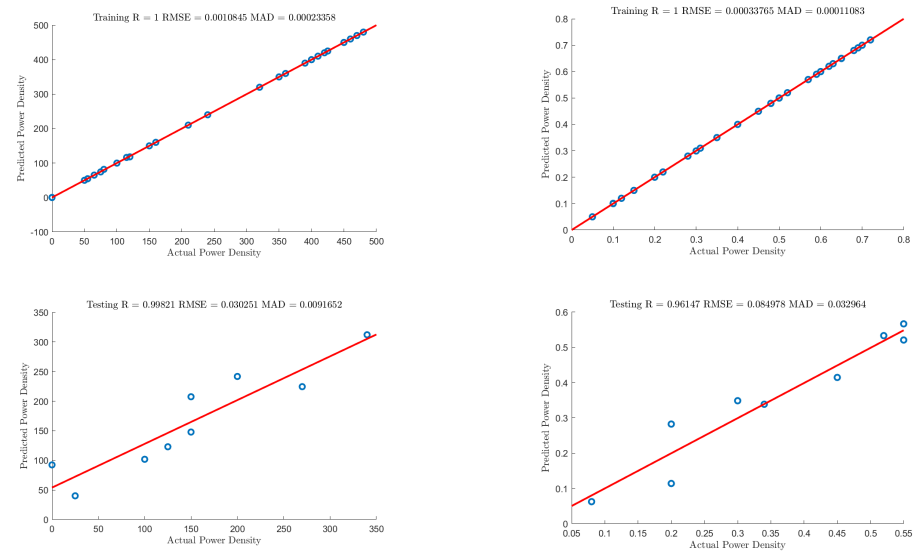 Training R = 1 RMSE = 0.0010845 MAD = 0.00023358
500
400
300
200
100
0
-100
Predicted Power Density
0 50 100 150 200 250 300 350 400 450 500
Actual Power Density
Training R = 1 RMSE = 0.00033765 MAD = 0.00011083
0.8
0.7
0.6
0.5
0.4
0.3
0.2
0.1
0
Predicted Power Density
0 0.1 0.2 0.3 0.4 0.5 0.6 0.7 0.8
Actual Power Density
Testing R = 0.99821 RMSE = 0.030251 MAD = 0.0091652
350
300
250
200
150
100
50
0
Predicted Power Density
0 50 100 150 200 250 300 350
Actual Power Density
Testing R = 0.96147 RMSE = 0.084978 MAD = 0.032964
0.6
0.5
0.4
0.3
0.2
0.1
0
Predicted Power Density
0.05 0.1 0.15 0.2 0.25 0.3 0.35 0.4 0.45 0.5 0.55
Actual Power Density